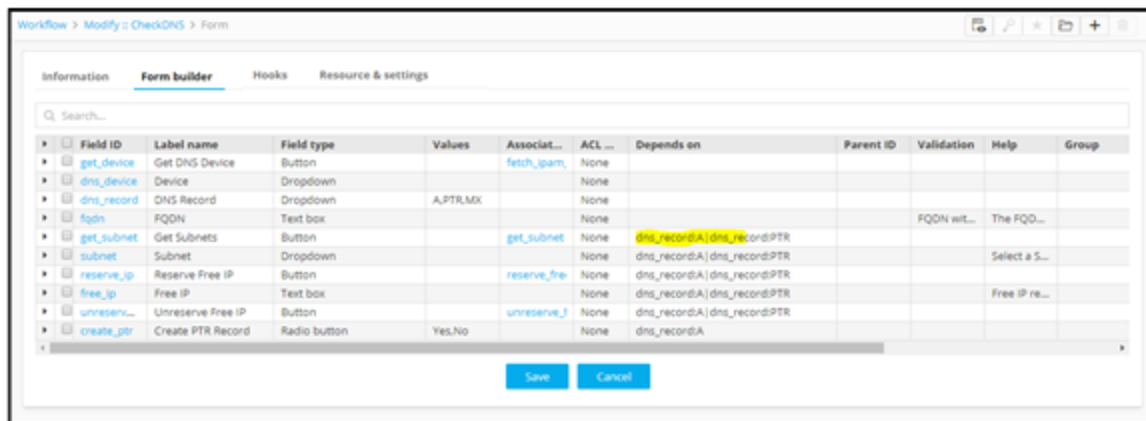 Workflow > Modify :: CheckDNS > Form
Information Form builder Hooks Resource & settings
Search...
Field ID Label name Field type Values Associat... ACL ... Depends on Parent ID Validation Help Group
get_device Get DNS Device Button fetch_ipam_ None
dns_device Device Dropdown None
dns_record DNS Record Dropdown A,PTR,MX None
fqdn FQDN Text box None FQDN wit... The FQD...
get_subnet Get Subnets Button get_subnet None dns_record:A|dns_record:PTR
subnet Subnet Dropdown None dns_record:A|dns_record:PTR Select a S...
reserve_ip Reserve Free IP Button reserve_fre None dns_record:A|dns_record:PTR
free_ip Free IP Text box None dns_record:A|dns_record:PTR Free IP re...
unreserv... Unreserve Free IP Button unreserve_f None dns_record:A|dns_record:PTR
create_ptr Create PTR Record Radio button Yes,No None dns_record:A
Save Cancel